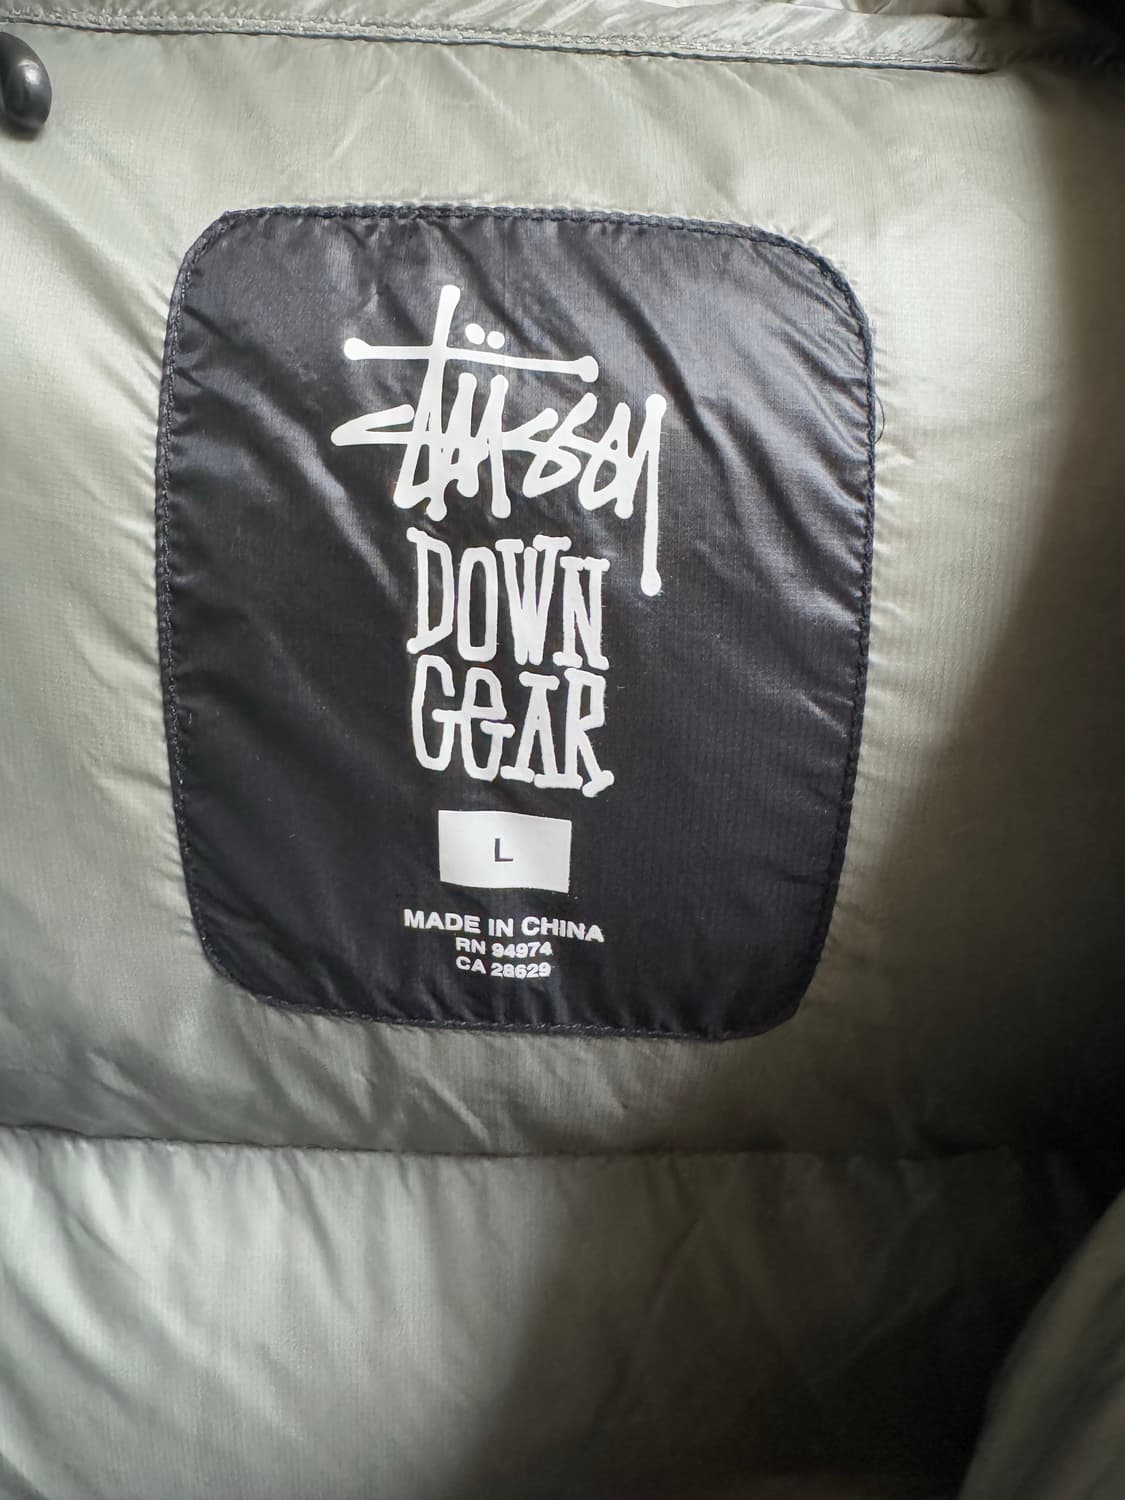 Stüssy
DOWN
GEAR
L
MADE IN CHINA
RN 94974
CA 28629